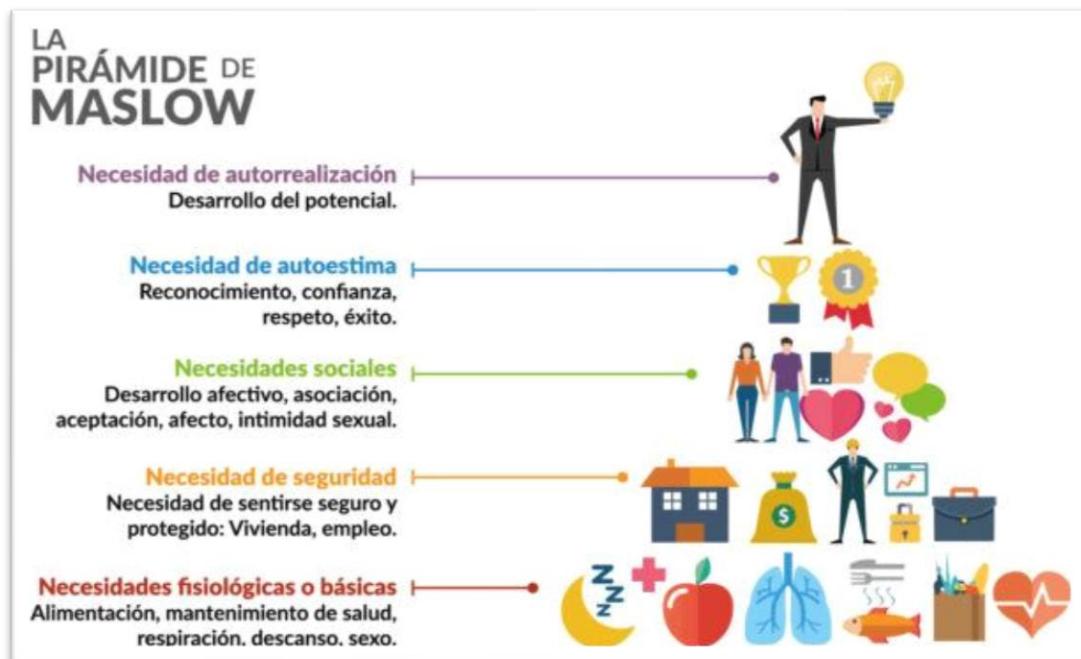 LA
PIRÁMIDE DE
MASLOW
Necesidad de autorrealización
Desarrollo del potencial.
Necesidad de autoestima
Reconocimiento, confianza,
respeto, éxito.
1
Necesidades sociales
Desarrollo afectivo, asociación,
aceptación, afecto, intimidad sexual.
Necesidad de seguridad
Necesidad de sentirse seguro y
protegido: Vivienda, empleo.
$
Necesidades fisiológicas o básicas
Alimentación, mantenimiento de salud,
respiración, descanso, sexo.
N
N
N